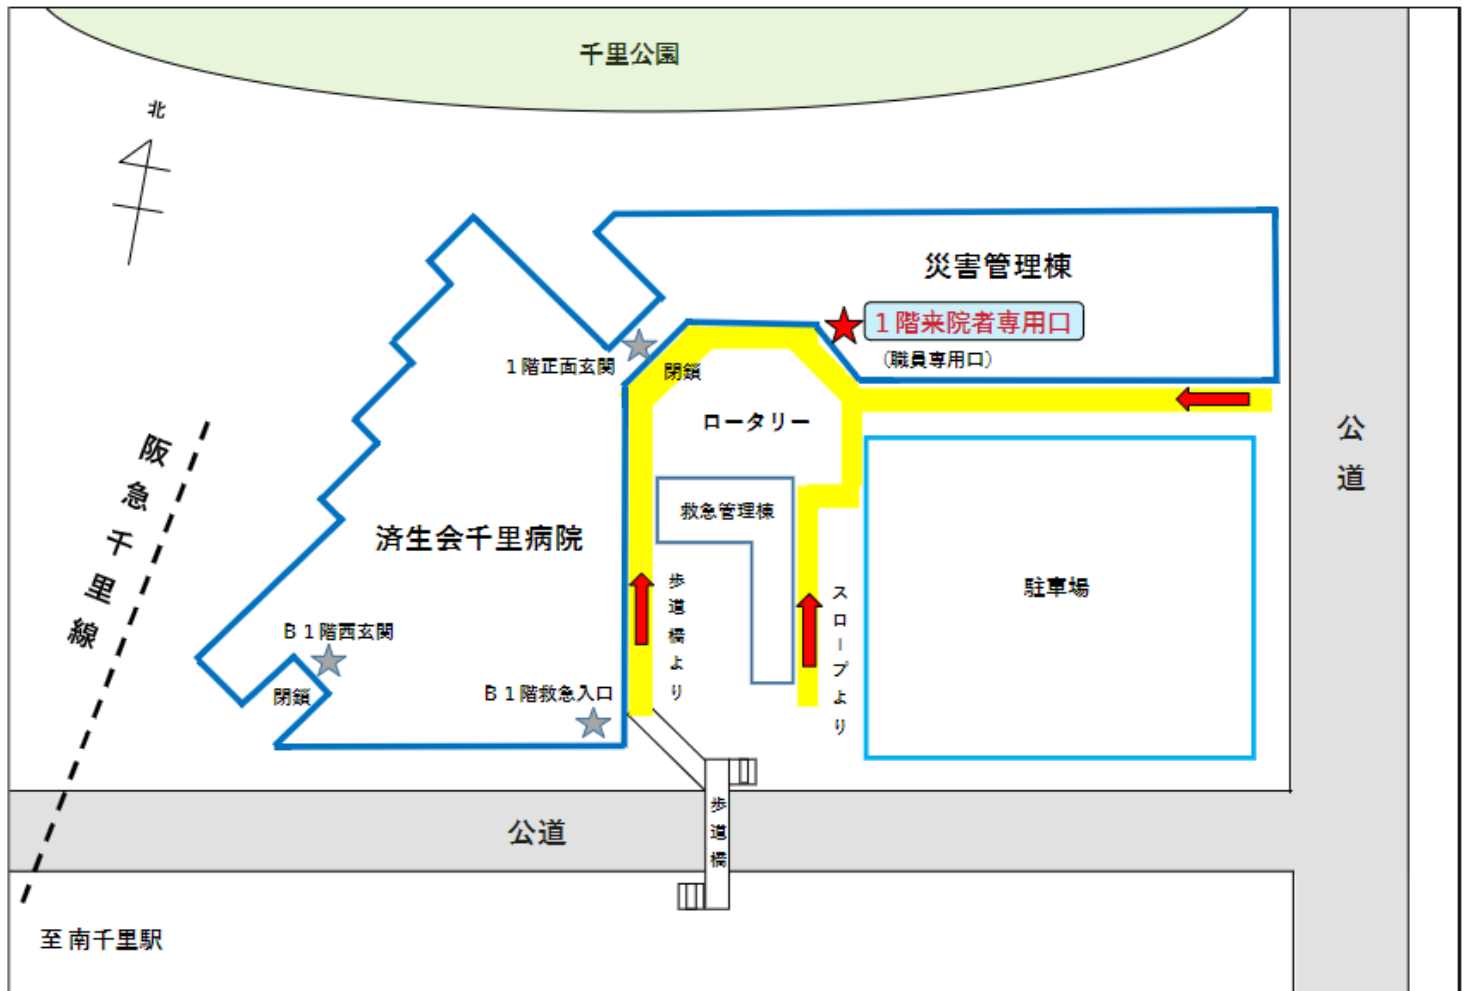 千里公園
北
災害管理棟
1階来院者専用口
(職員専用口)
1階正面玄関
閉鎖
ロータリー
公道
阪急千里線
済生会千里病院
救急管理棟
歩道橋より
スロープより
駐車場
B1階西玄関
閉鎖
B1階救急入口
歩道橋
公道
至南千里駅